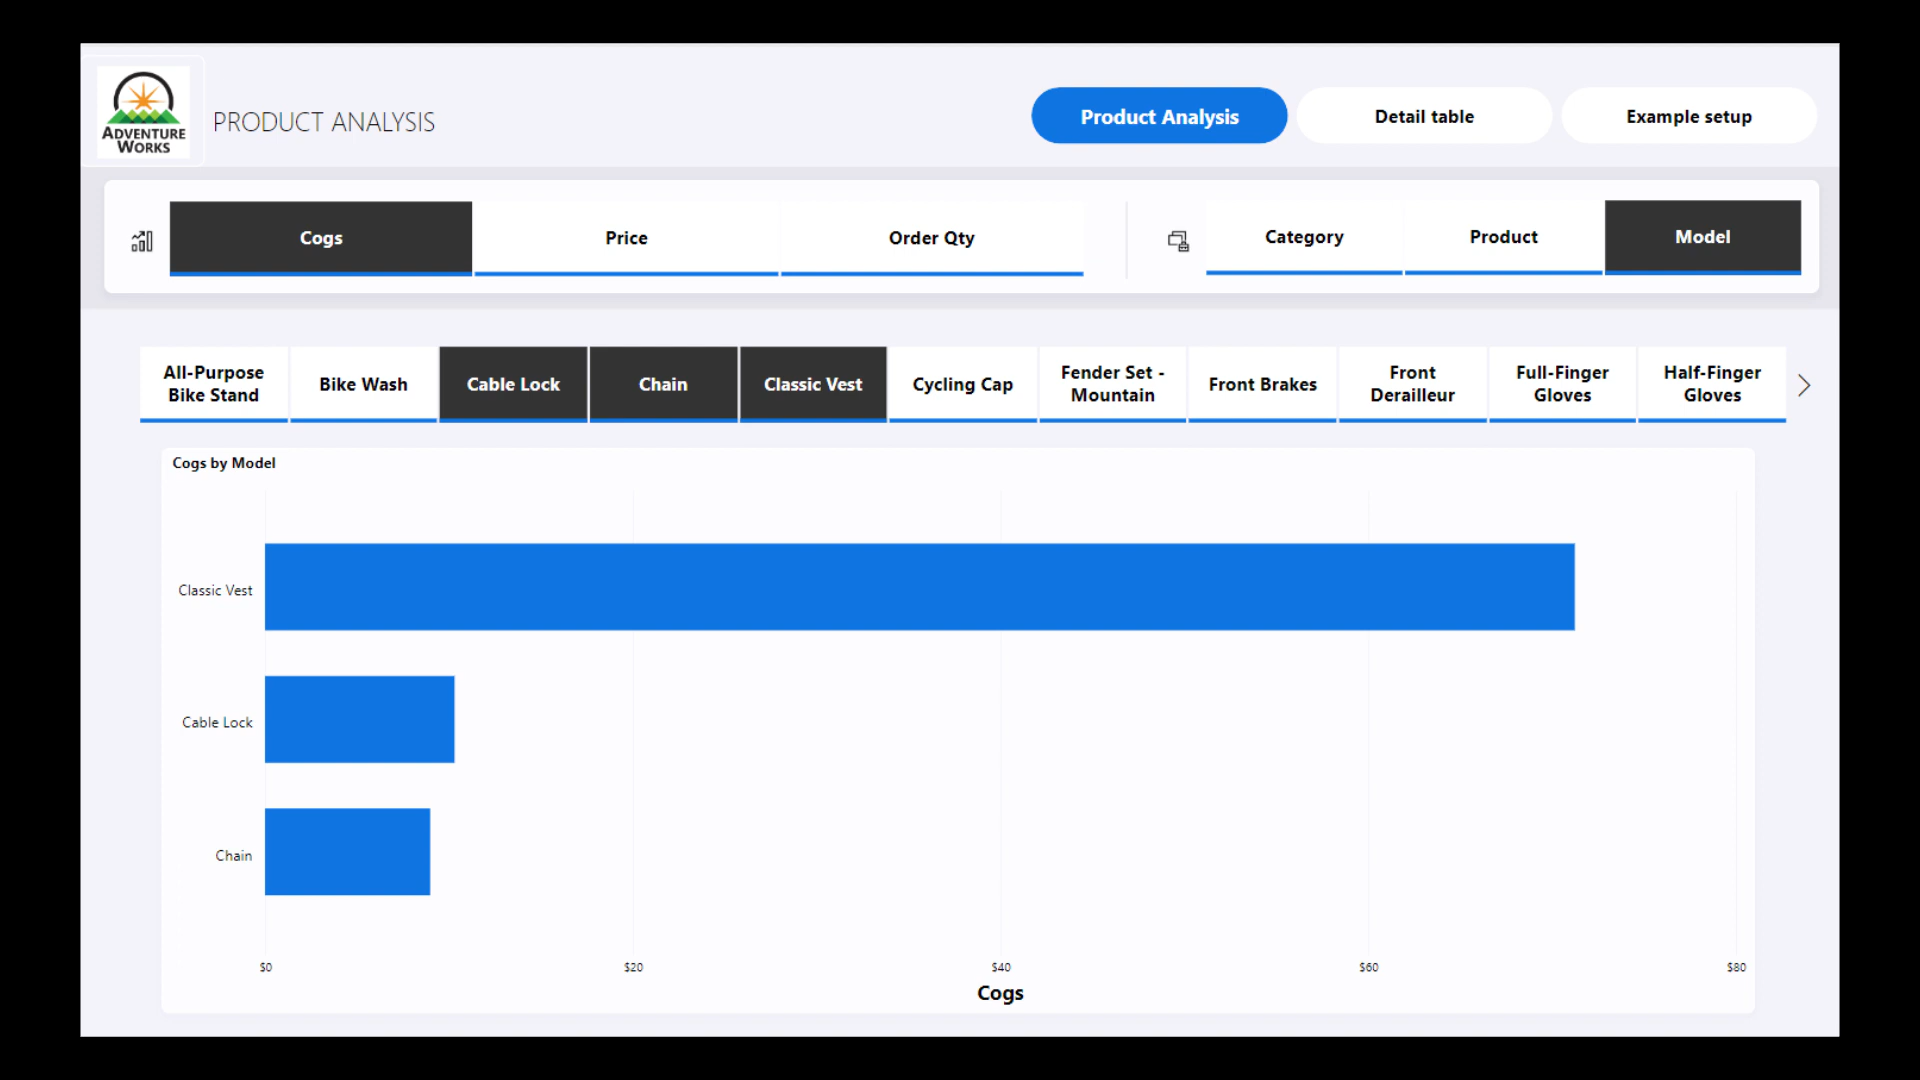 ADVENTURE
WORKS
PRODUCT ANALYSIS
Product Analysis
Detail table
Example setup
Cogs
Price
Order Qty
Category
Product
Model
All-Purpose
Bike Stand
Bike Wash
Cable Lock
Chain
Classic Vest
Cycling Cap
Fender Set -
Mountain
Front Brakes
Front
Derailleur
Full-Finger
Gloves
Half-Finger
Gloves
Cogs by Model
Classic Vest
Cable Lock
Chain
$0
$20
$40
$60
$80
Cogs